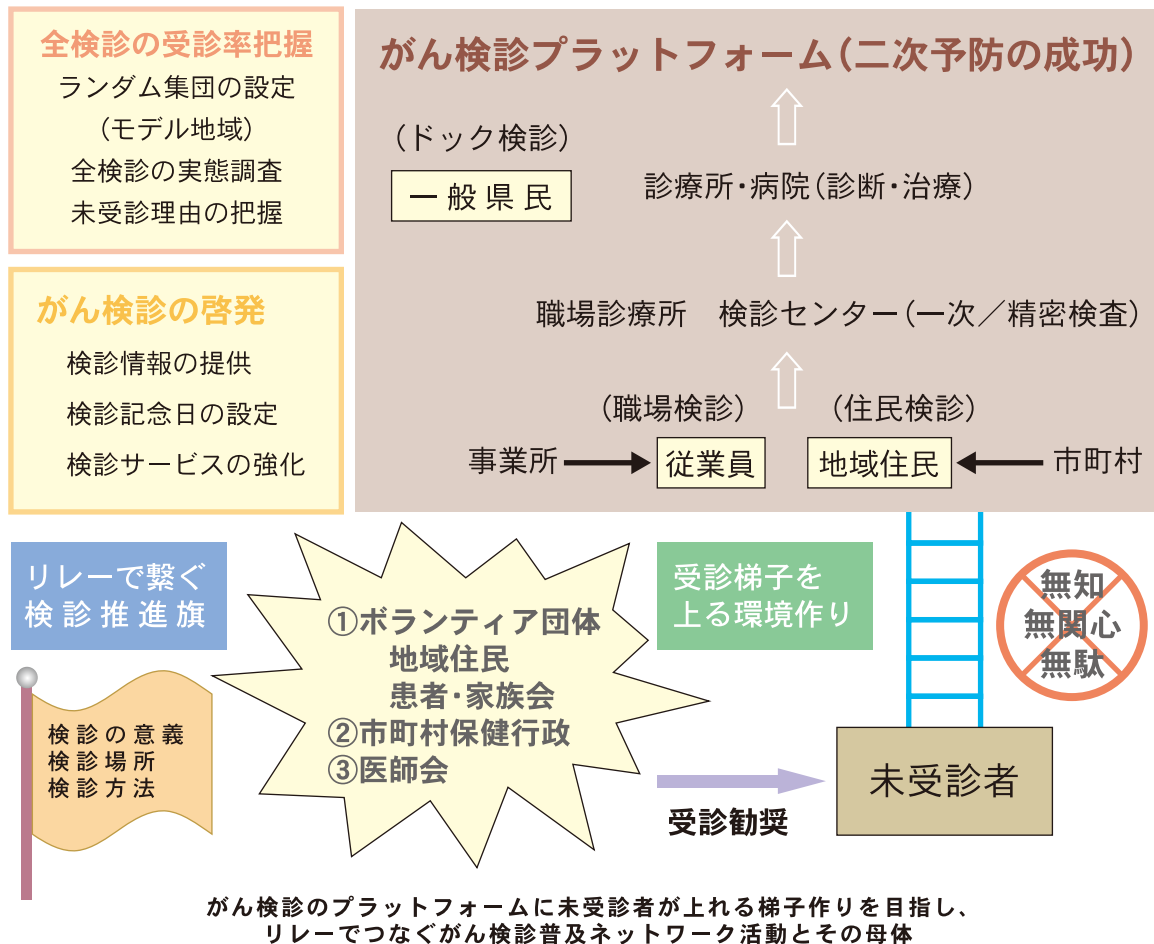 全検診の受診率把握
ランダム集団の設定
(モデル地域)
全検診の実態調査
未受診理由の把握
がん検診の啓発
検診情報の提供
検診記念日の設定
検診サービスの強化
がん検診プラットフォーム(二次予防の成功)
(ドック検診)
一般県民
診療所・病院(診断・治療)
職場診療所 検診センター(一次/精密検査)
(職場検診) (住民検診)
事業所 従業員 地域住民 市町村
リレーで繋ぐ
検診推進旗
検診の意義
検診場所
検診方法
①ボランティア団体
地域住民
患者・家族会
②市町村保健行政
③医師会
受診梯子を
上る環境作り
受診勧奨
無知
無関心
無駄
未受診者
がん検診のプラットフォームに未受診者が上れる梯子作りを目指し、
リレーでつなぐがん検診普及ネットワーク活動とその母体